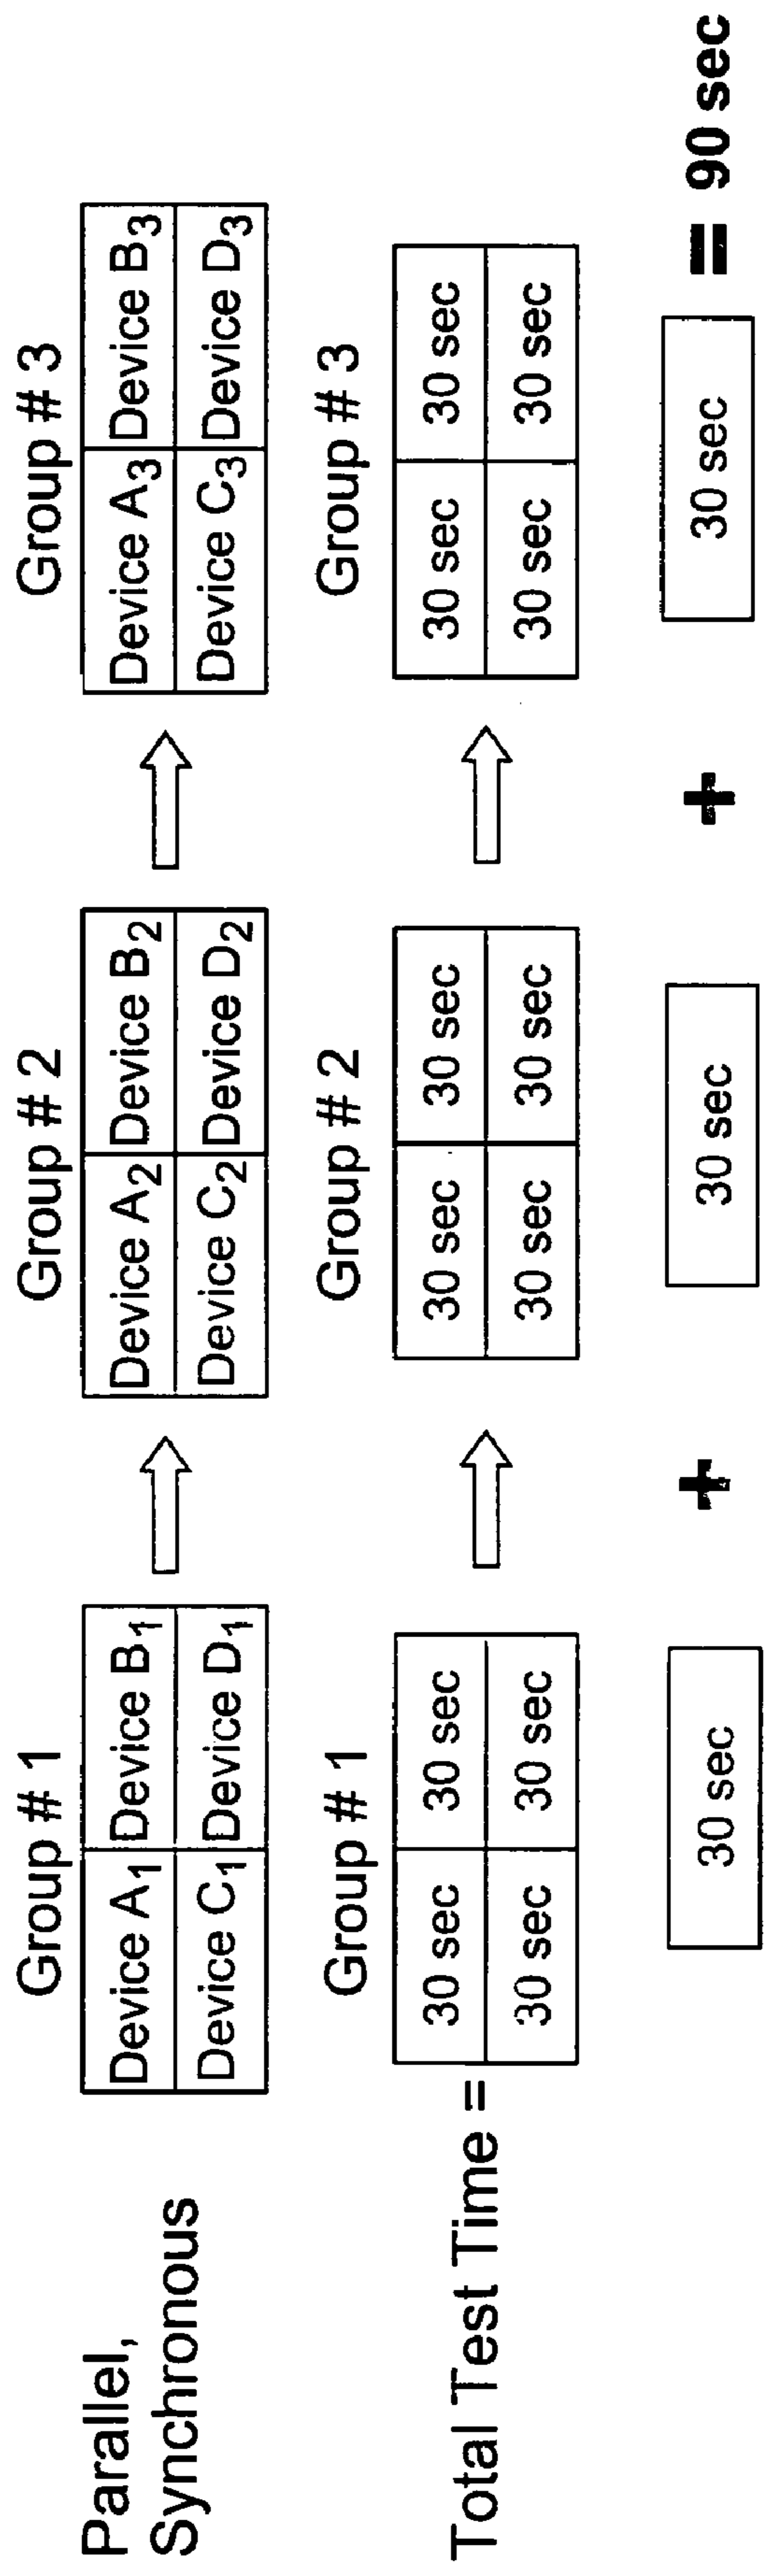 Group # 1
Group # 2
Group # 3
Parallel,
Synchronous
Device A1
Device B1
Device C1
Device D1
Device A2
Device B2
Device C2
Device D2
Device A3
Device B3
Device C3
Device D3
Group # 1
Group # 2
Group # 3
Total Test Time =
30 sec
30 sec
30 sec
30 sec
30 sec
30 sec
30 sec
30 sec
30 sec
30 sec
30 sec
30 sec
30 sec + 30 sec + 30 sec = 90 sec